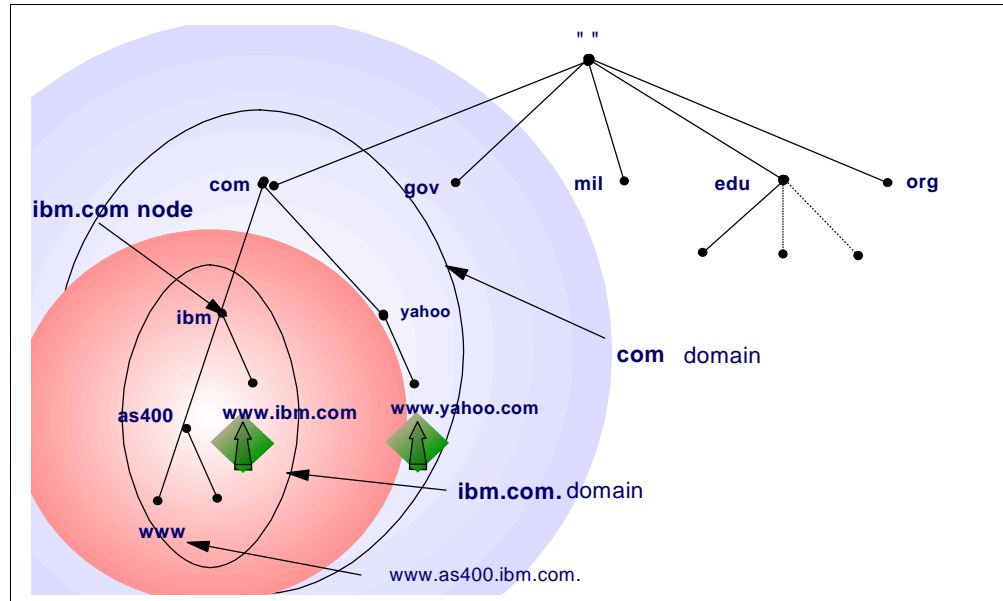 " "
com
gov
mil
edu
org
ibm.com node
ibm
yahoo
com domain
as400
www.ibm.com
www.yahoo.com
ibm.com. domain
www
www.as400.ibm.com.